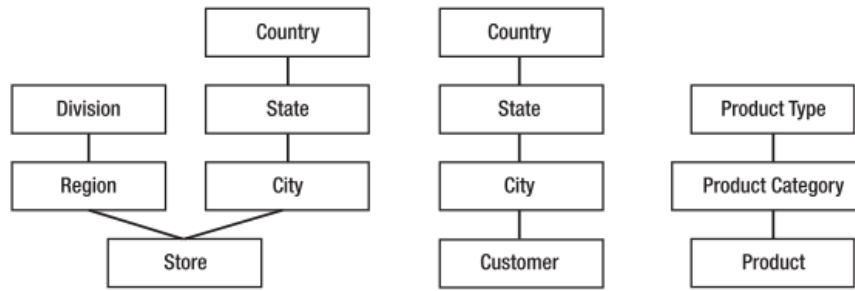 Country
Country
Division
State
State
Product Type
Region
City
City
Product Category
Store
Customer
Product